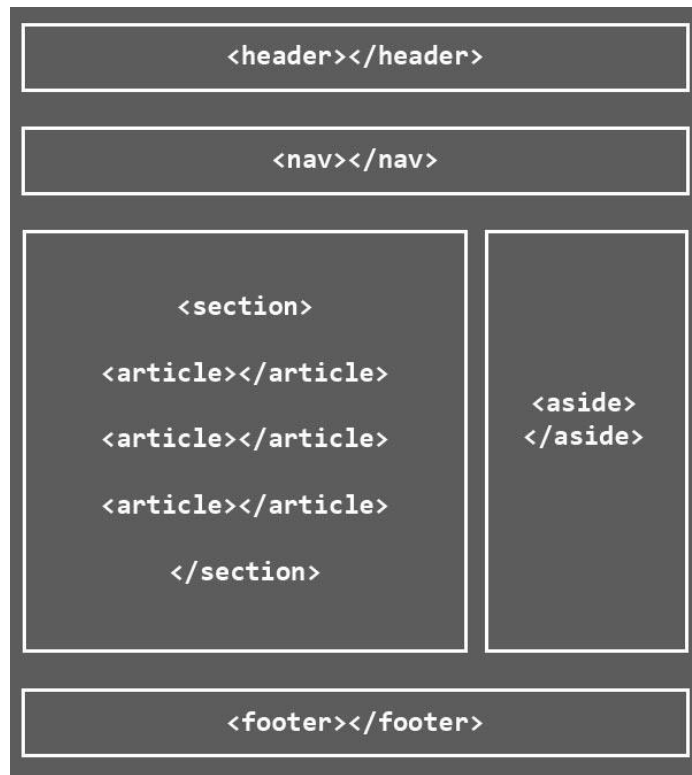 <header></header>
<nav></nav>
<section>
<article></article>
<article></article>
<article></article>
</section>
<aside>
</aside>
<footer></footer>